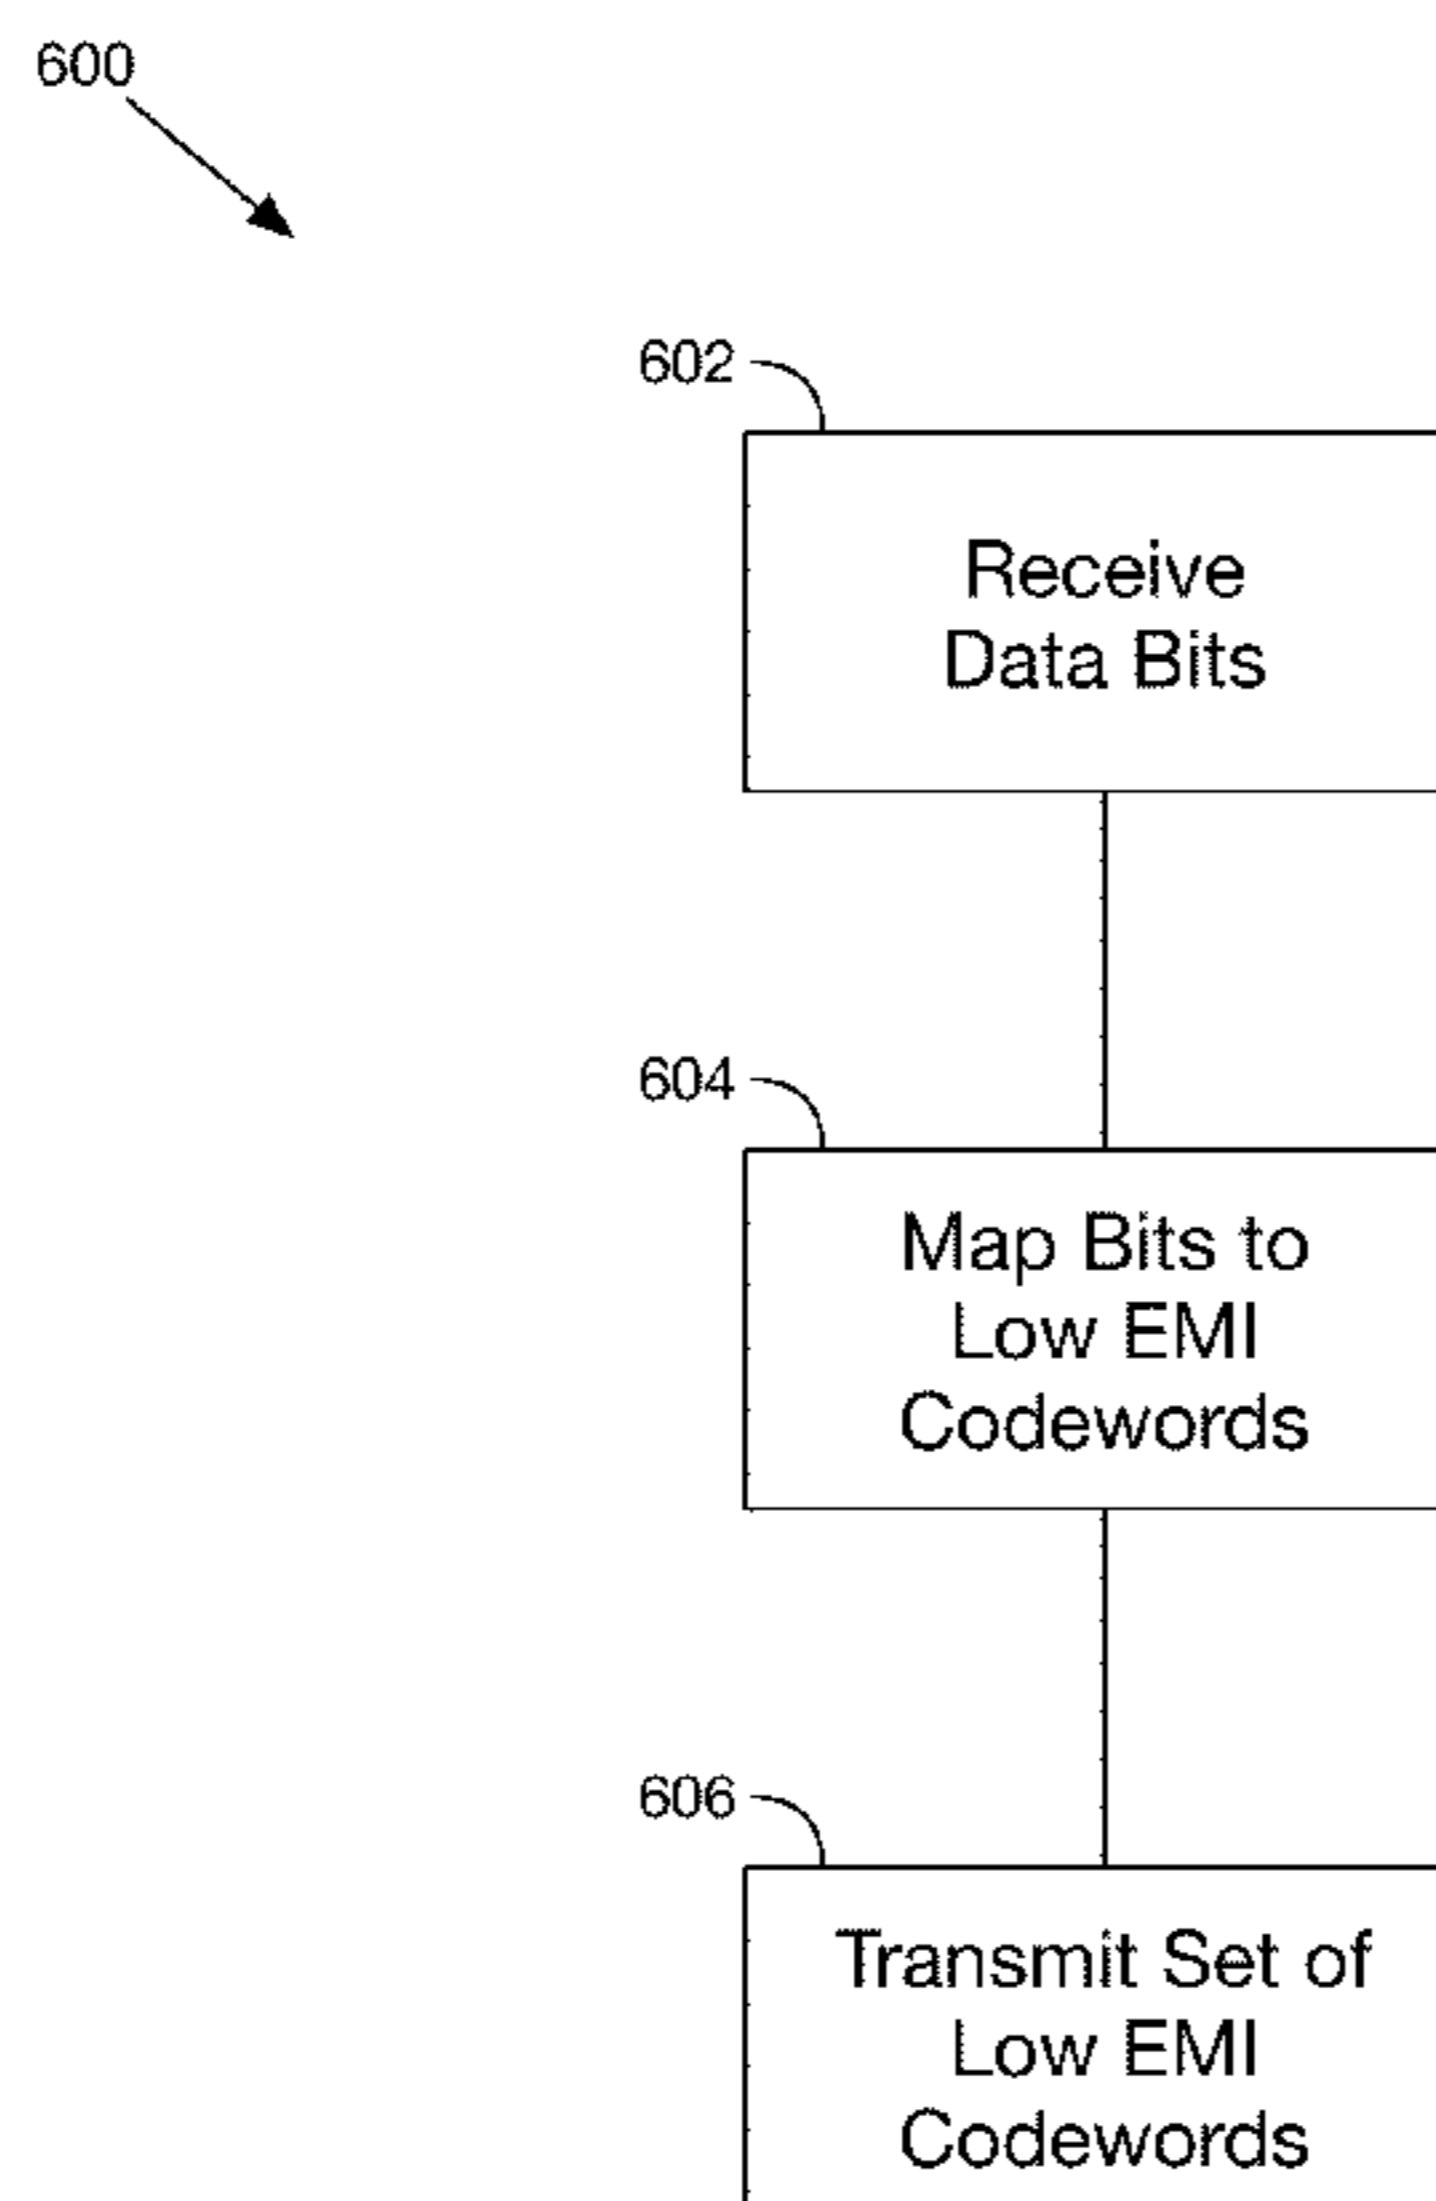 600
602
Receive
Data Bits
604
Map Bits to
Low EMI
Codewords
606
Transmit Set of
Low EMI
Codewords